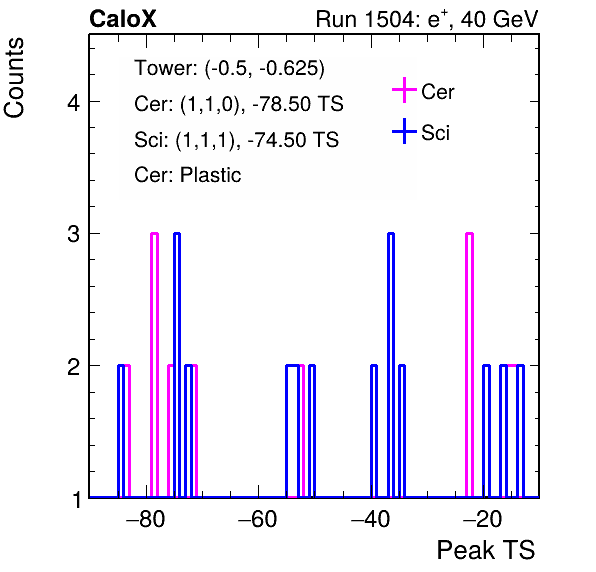 CaloX Run 1504: e⁺, 40 GeV
Counts
Tower: (-0.5, -0.625)
Cer: (1,1,0), -78.50 TS
Sci: (1,1,1), -74.50 TS
Cer: Plastic
Cer
Sci
4
3
2
1
−80 −60 −40 −20
Peak TS